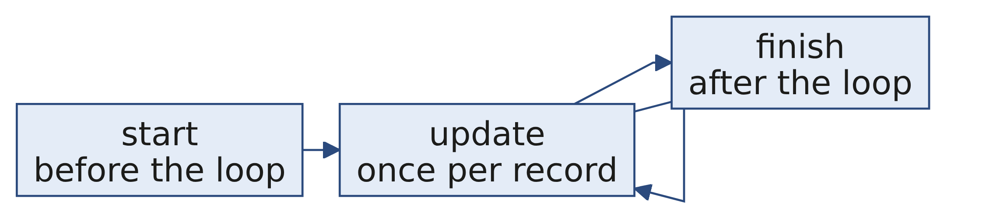 start
before the loop
update
once per record
finish
after the loop